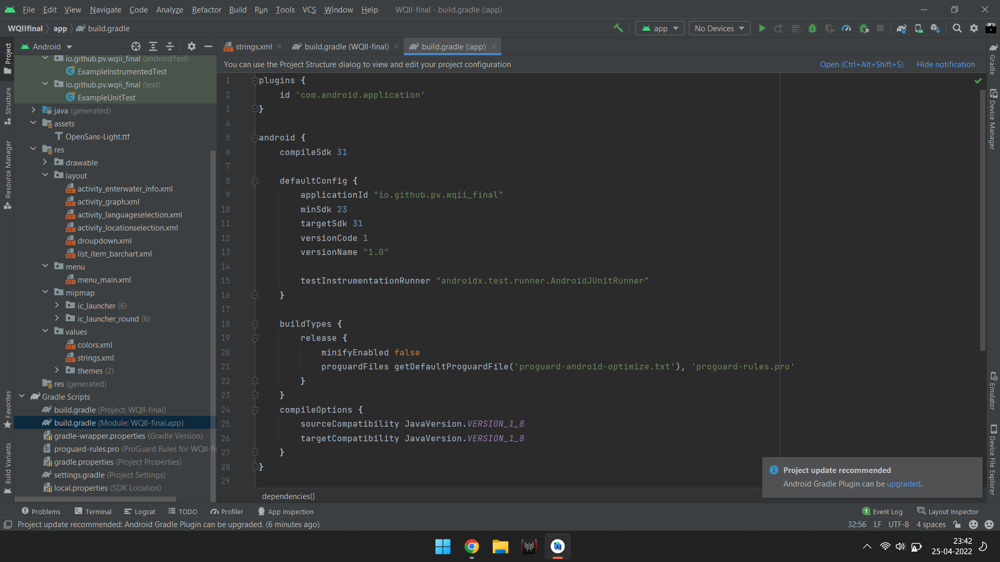 File Edit View Navigate Code Analyze Refactor Build Run Tools VCS Window Help WQII-final - build.gradle (:app)
WQIIfinal app build.gradle
app No Devices
Android
strings.xml build.gradle (WQII-final) build.gradle (:app)
You can use the Project Structure dialog to view and edit your project configuration Open (Ctrl+Alt+Shift+S) Hide notification
Project
Structure
Resource Manager
Favorites
Build Variants
io.github.pv.wqii_final (androidTest)
ExampleInstrumentedTest
io.github.pv.wqii_final (test)
ExampleUnitTest
java (generated)
assets
OpenSans-Light.ttf
res
drawable
layout
activity_enterwater_info.xml
activity_graph.xml
activity_languageselection.xml
activity_locationselection.xml
droupdown.xml
list_item_barchart.xml
menu
menu_main.xml
mipmap
ic_launcher (6)
ic_launcher_round (6)
values
colors.xml
strings.xml
themes (2)
res (generated)
Gradle Scripts
build.gradle (Project: WQII-final)
build.gradle (Module: WQII-final.app)
gradle-wrapper.properties (Gradle Version)
proguard-rules.pro (ProGuard Rules for WQII-fi
gradle.properties (Project Properties)
settings.gradle (Project Settings)
local.properties (SDK Location)
1 plugins {
2 id 'com.android.application'
3 }
4
5 android {
6 compileSdk 31
7
8 defaultConfig {
9 applicationId "io.github.pv.wqii_final"
10 minSdk 23
11 targetSdk 31
12 versionCode 1
13 versionName "1.0"
14
15 testInstrumentationRunner "androidx.test.runner.AndroidJUnitRunner"
16 }
17
18 buildTypes {
19 release {
20 minifyEnabled false
21 proguardFiles getDefaultProguardFile('proguard-android-optimize.txt'), 'proguard-rules.pro'
22 }
23 }
24 compileOptions {
25 sourceCompatibility JavaVersion.VERSION_1_8
26 targetCompatibility JavaVersion.VERSION_1_8
27 }
28 }
29
dependencies{}
Gradle
Device Manager
Emulator
Device File Explorer
Project update recommended
Android Gradle Plugin can be upgraded.
Problems Terminal Logcat TODO Profiler App Inspection 1 Event Log Layout Inspector
Project update recommended: Android Gradle Plugin can be upgraded. (6 minutes ago) 32:56 LF UTF-8 4 spaces
23:42
25-04-2022